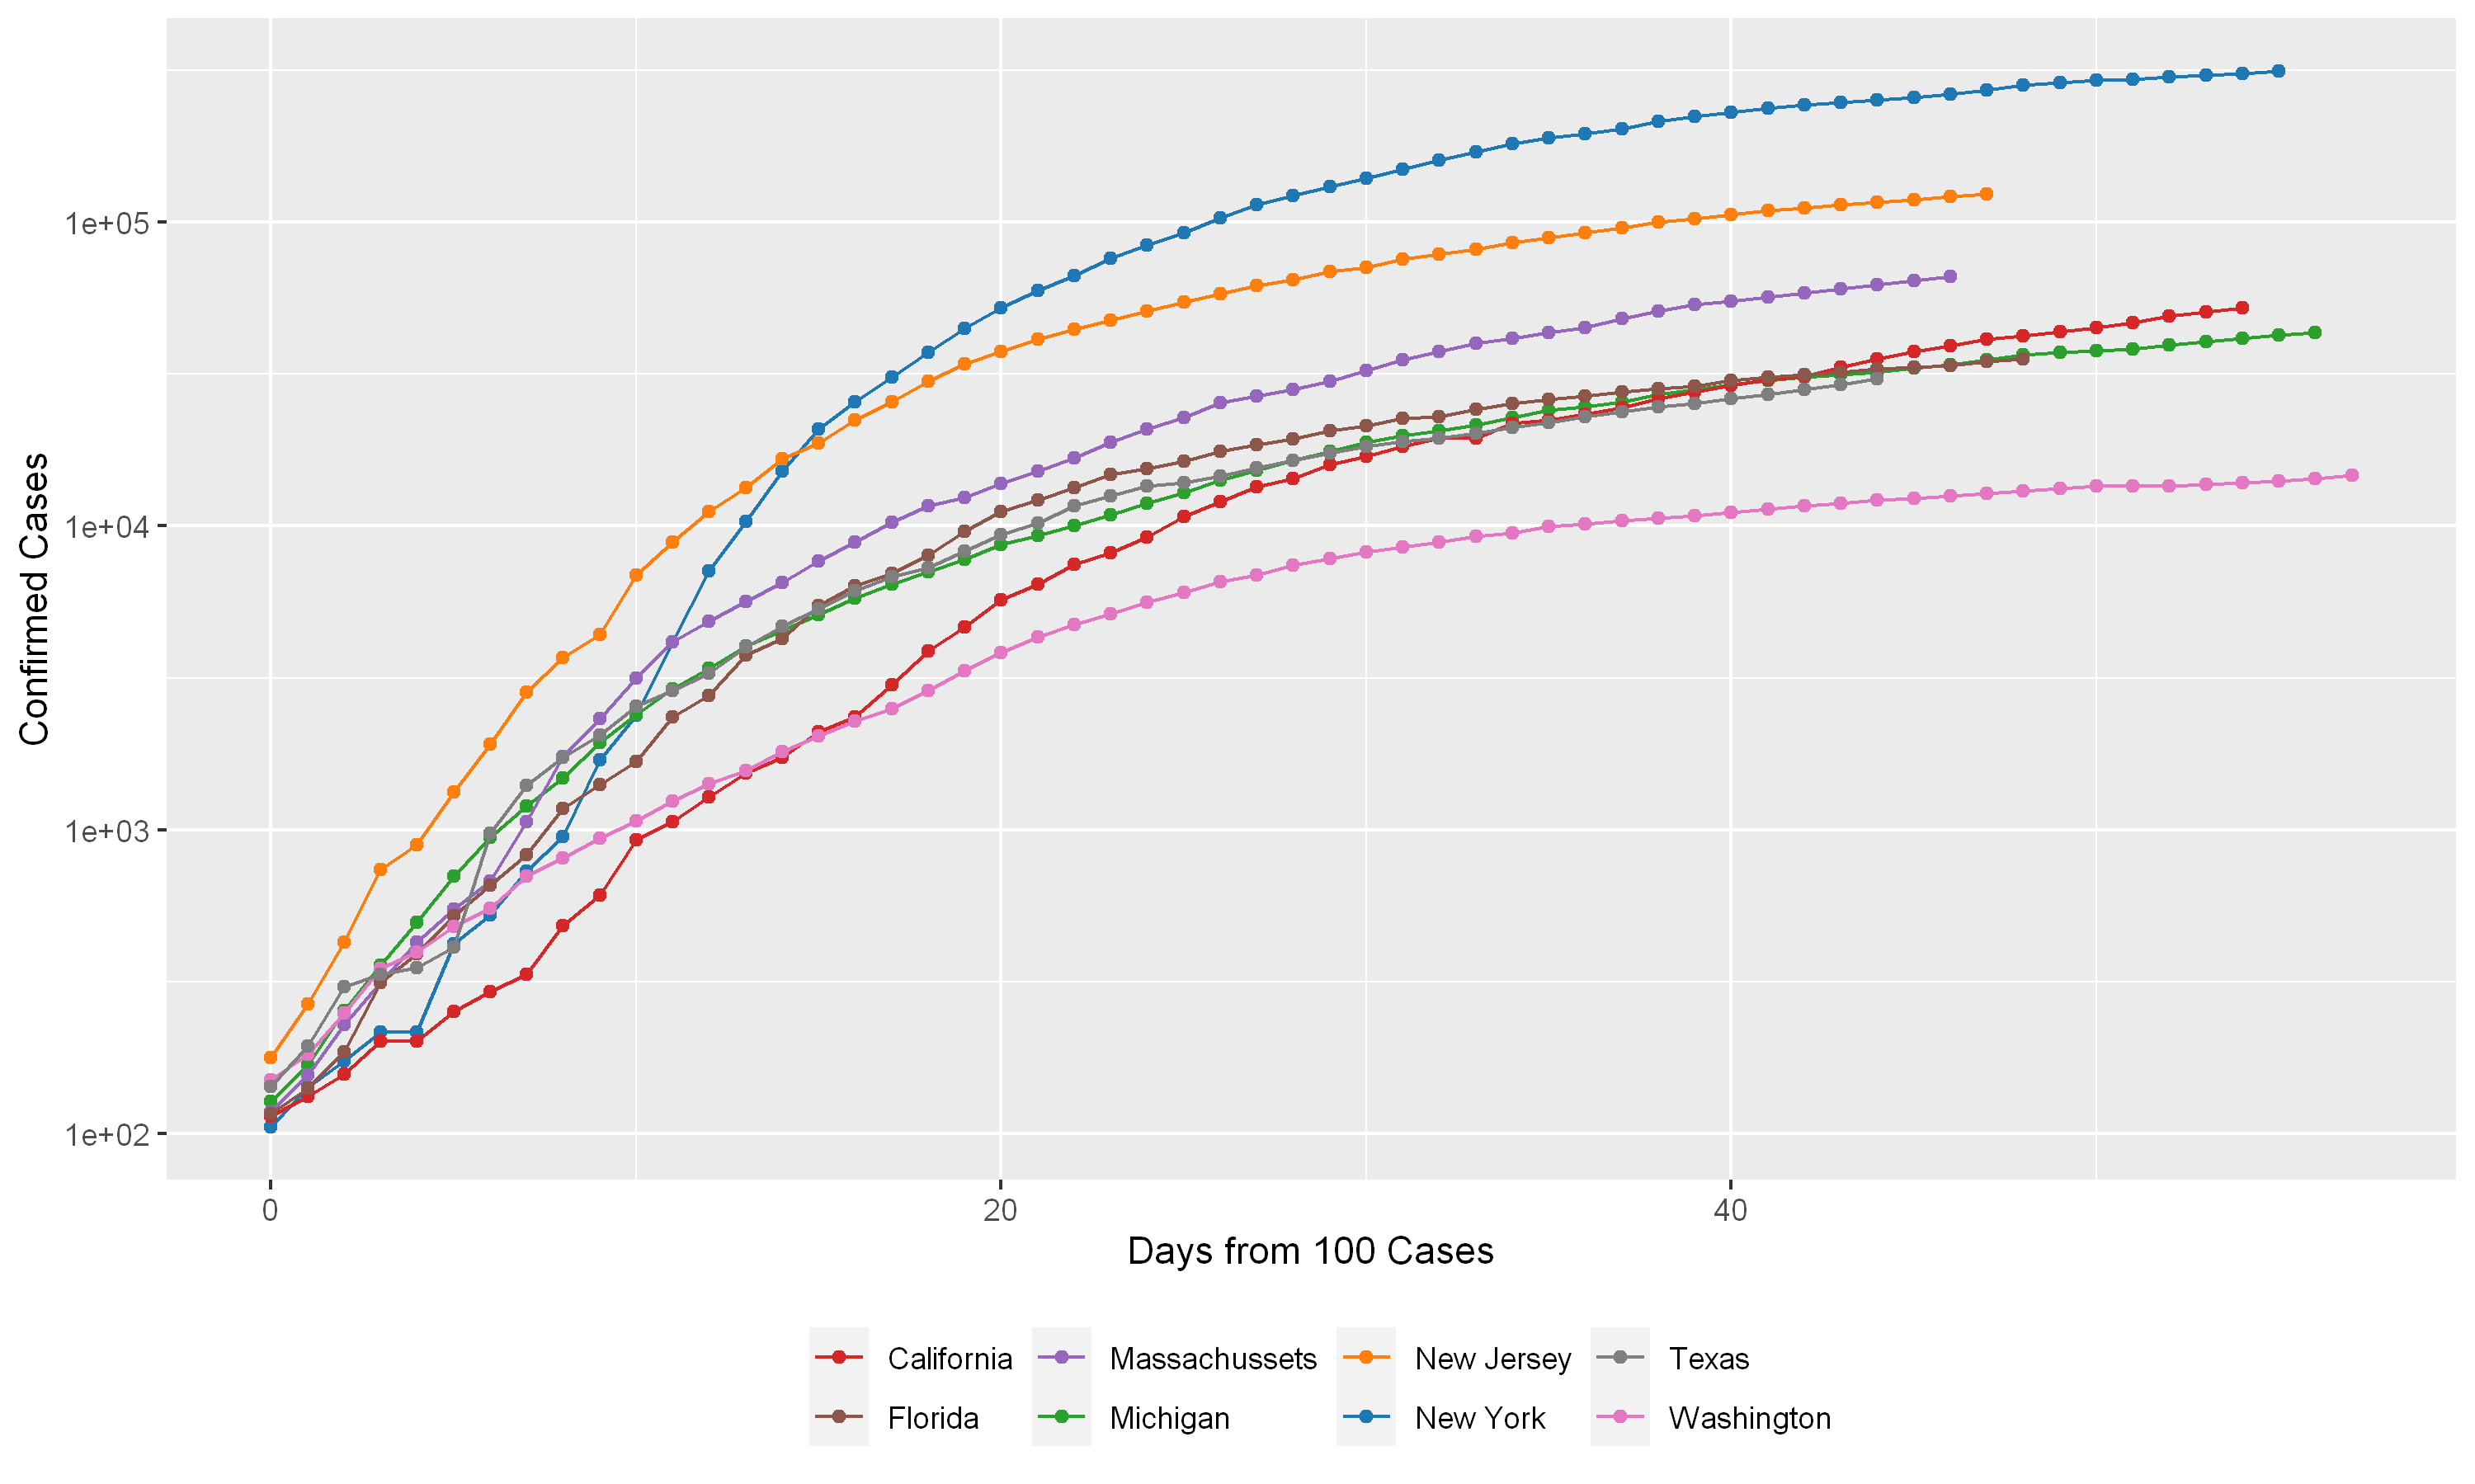 1e+05
1e+04
1e+03
1e+02
Confirmed Cases
0 20 40
Days from 100 Cases
California Massachussets New Jersey Texas
Florida Michigan New York Washington